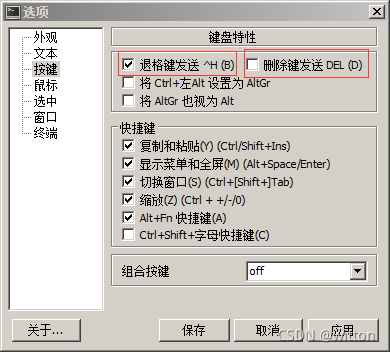 选项
外观
文本
按键
鼠标
选中
窗口
终端
键盘特性
退格键发送 ^H (B) 删除键发送 DEL (D)
将 Ctrl+左Alt 设置为 AltGr
将 AltGr 也视为 Alt
快捷键
复制和粘贴(Y) (Ctrl/Shift+Ins)
显示菜单和全屏(M) (Alt+Space/Enter)
切换窗口(S) (Ctrl+[Shift+]Tab)
缩放(Z) (Ctrl + +/-/0)
Alt+Fn 快捷键(A)
Ctrl+Shift+字母快捷键(C)
组合按键 off
关于... 保存 取消 应用
CSDN @witton